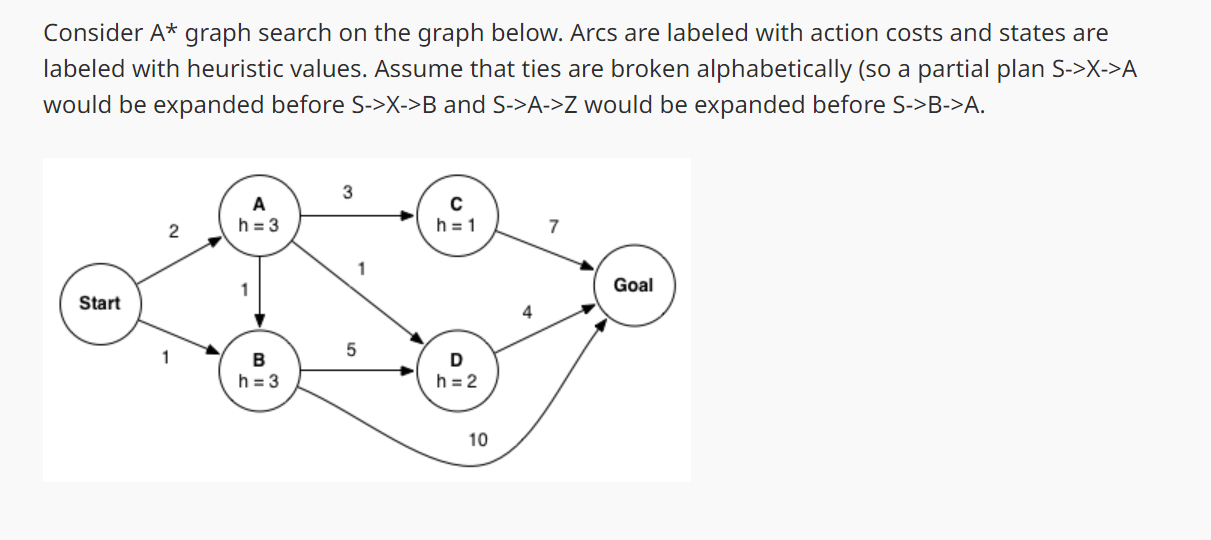 Consider A* graph search on the graph below. Arcs are labeled with action costs and states are
labeled with heuristic values. Assume that ties are broken alphabetically (so a partial plan S->X->A
would be expanded before S->X->B and S->A->Z would be expanded before S->B->A.
3
A
h = 3
C
h = 1
2
7
1
Goal
1
Start
4
5
1
B
h = 3
D
h = 2
10